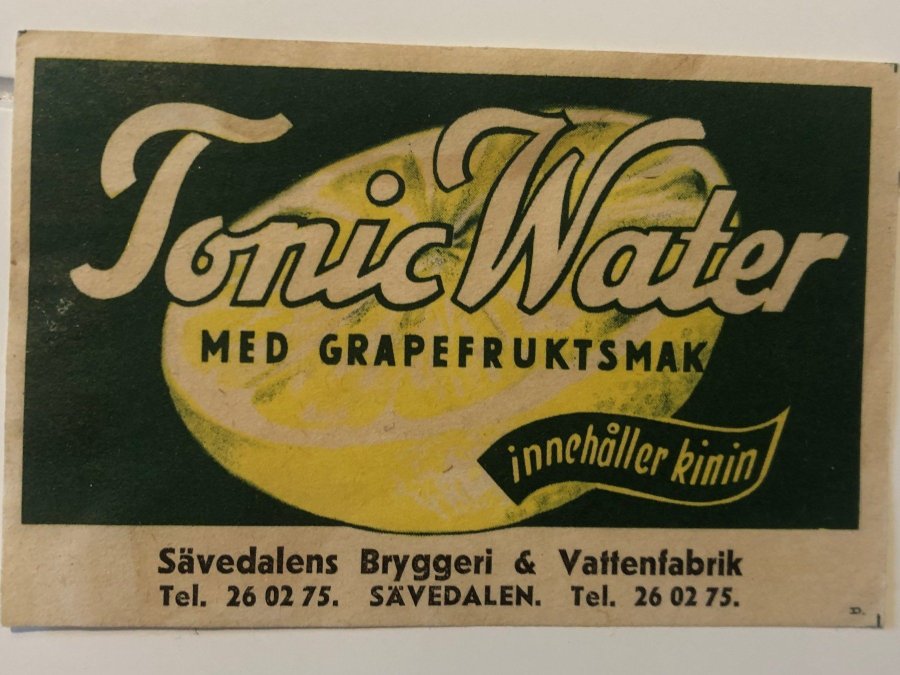 Tonic Water
MED GRAPEFRUKTSMAK
innehåller kinin
Sävedalens Bryggeri & Vattenfabrik
Tel. 26 02 75. SÄVEDALEN. Tel. 26 02 75.
D.